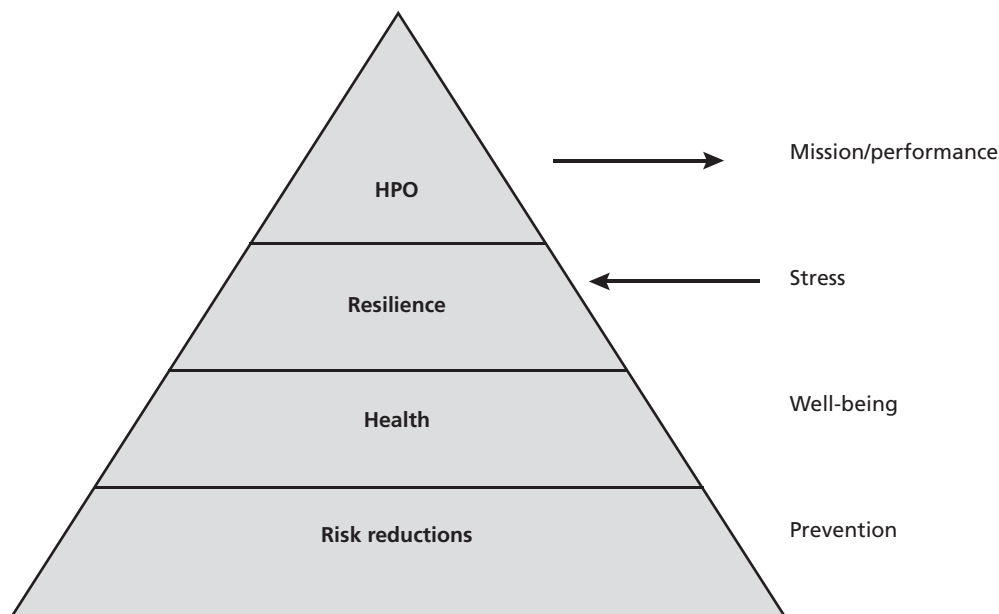 Mission/performance
HPO
Stress
Resilience
Well-being
Health
Prevention
Risk reductions